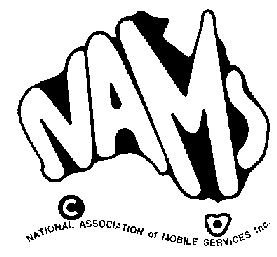 NAMS
©
NATIONAL ASSOCIATION of MOBILE SERVICES Inc.